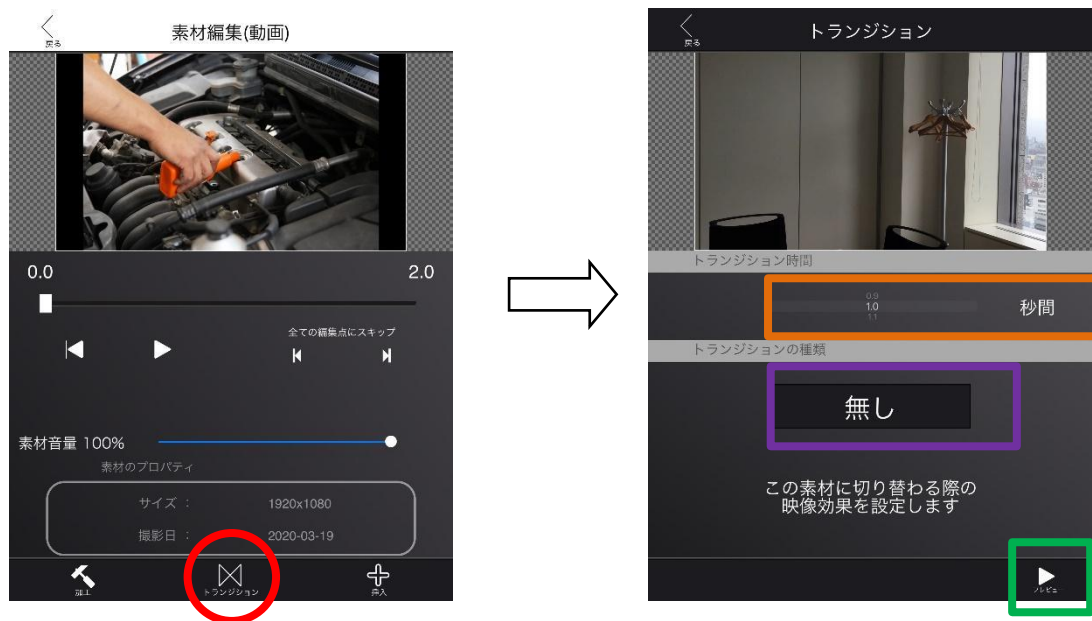 戻る
素材編集(動画)
0.0
2.0
全ての編集点にスキップ
素材音量 100%
素材のプロパティ
サイズ :
1920x1080
撮影日 :
2020-03-19
加工
トランジション
挿入
戻る
トランジション
トランジション時間
0.9
1.0
1.1
秒間
トランジションの種類
無し
この素材に切り替わる際の
映像効果を設定します
プレビュー